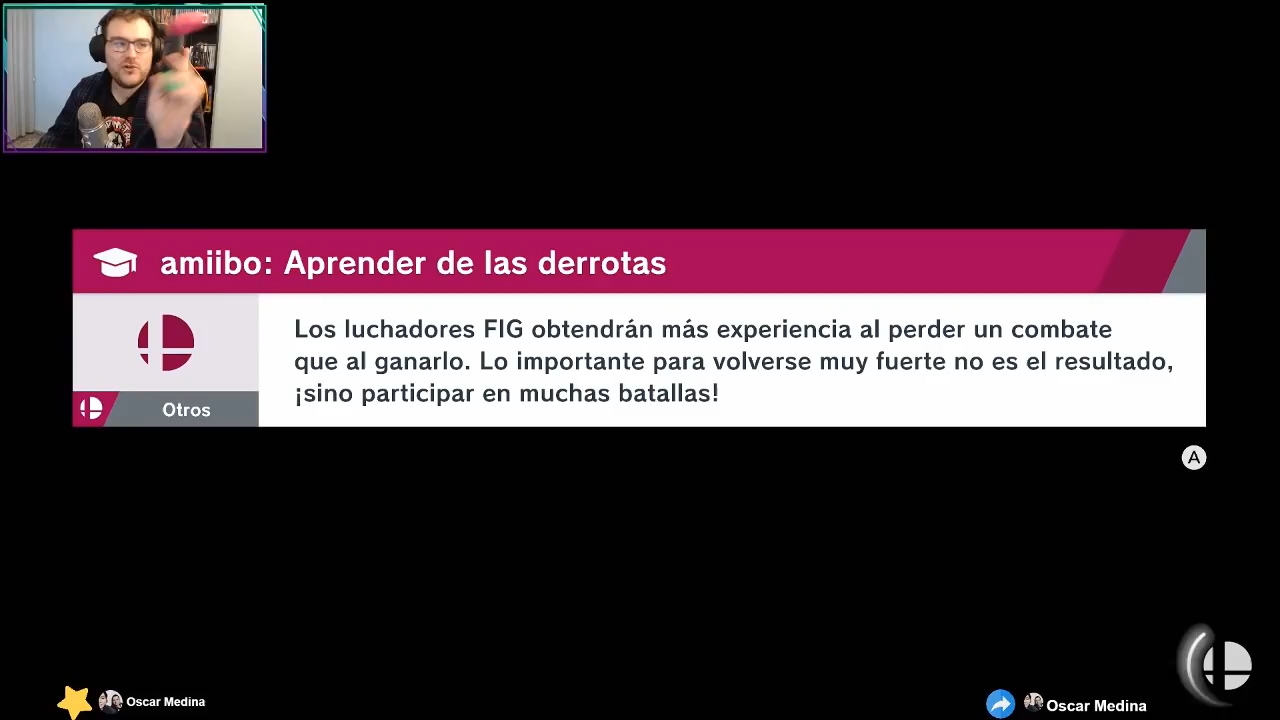 amiibo: Aprender de las derrotas
Los luchadores FIG obtendrán más experiencia al perder un combate
que al ganarlo. Lo importante para volverse muy fuerte no es el resultado,
¡sino participar en muchas batallas!
Otros
A
Oscar Medina
Oscar Medina